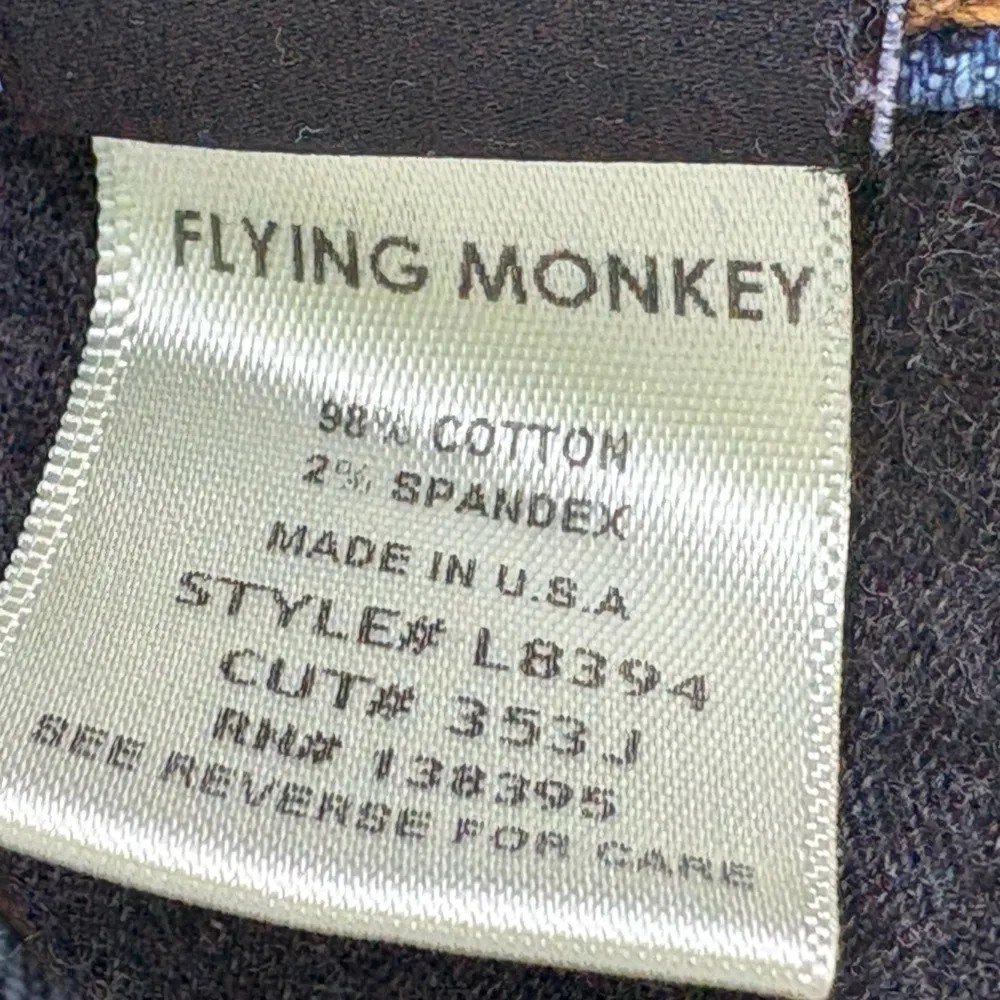 FLYING MONKEY
98% COTTON
2% SPANDEX
MADE IN U.S.A
STYLE# L8394
CUT# 353J
RN# 138395
SEE REVERSE FOR CARE